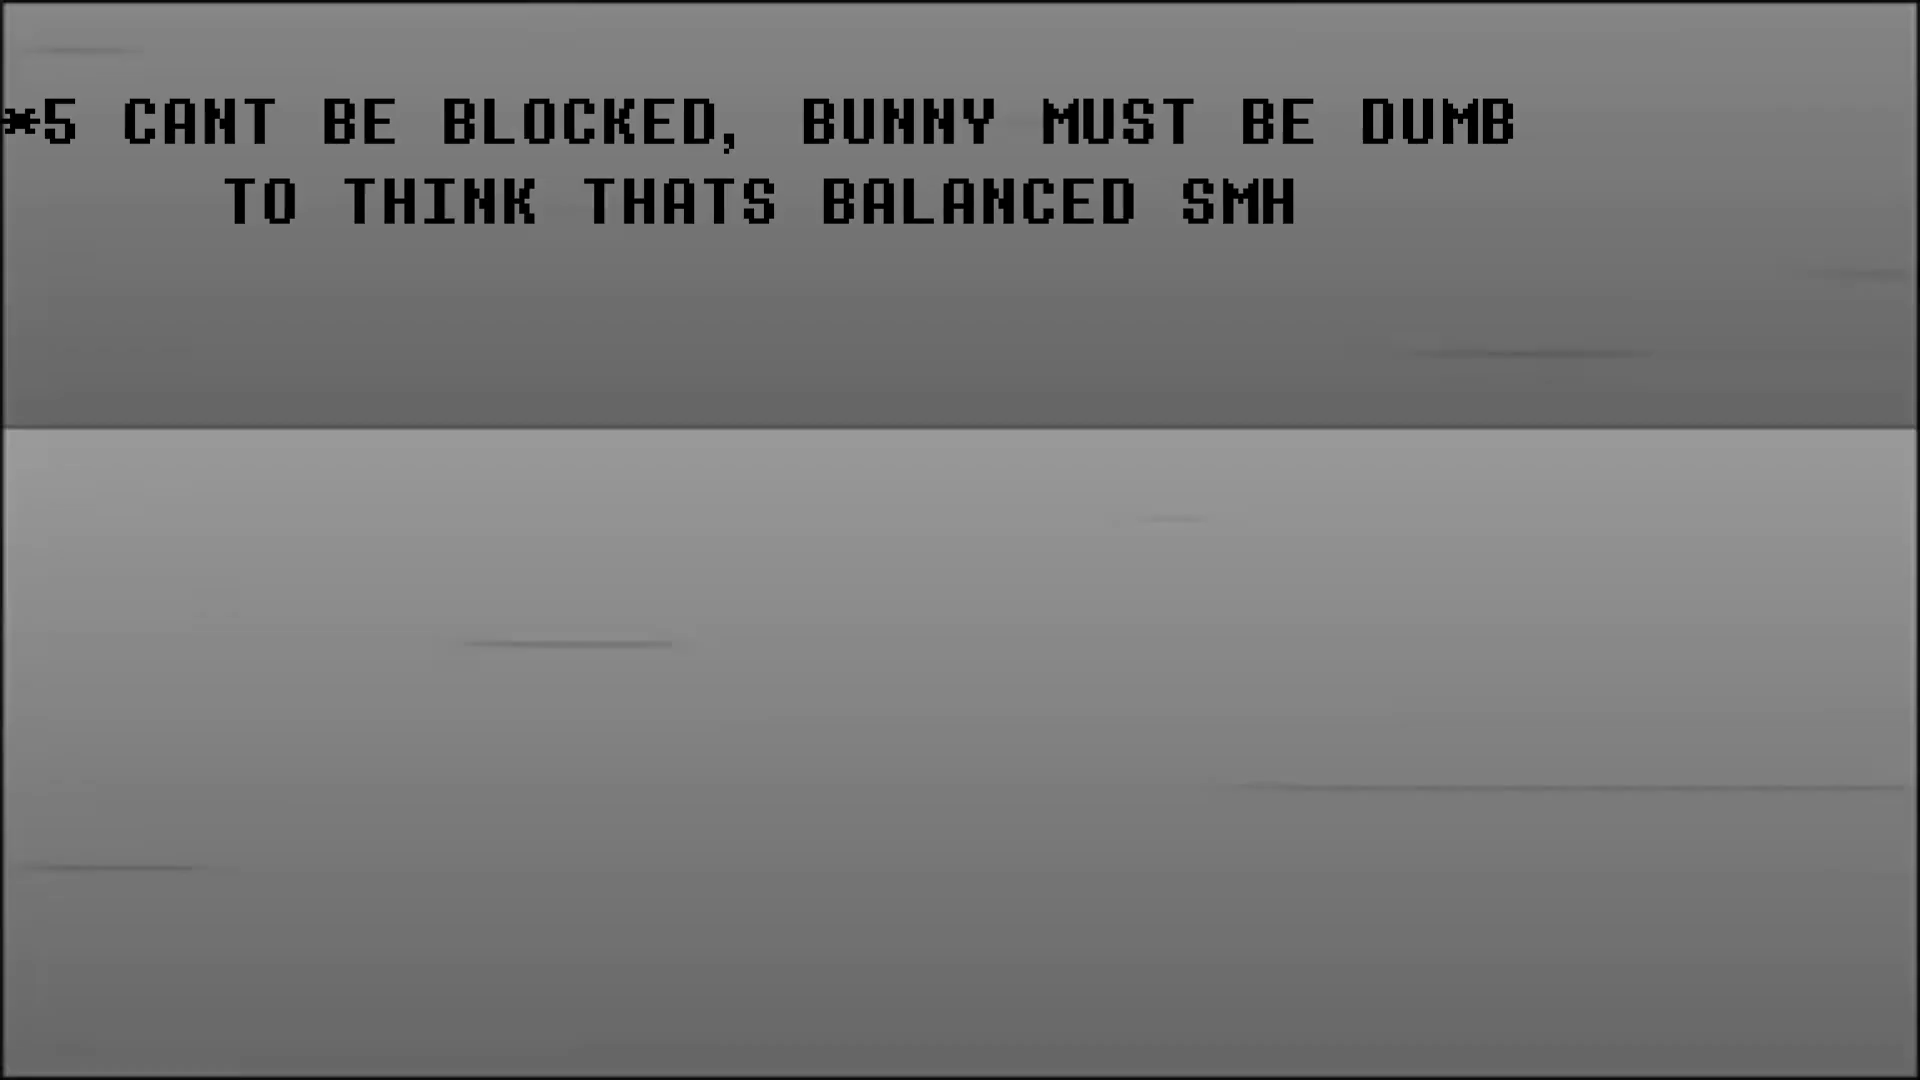 *5 CANT BE BLOCKED, BUNNY MUST BE DUMB
TO THINK THATS BALANCED SMH